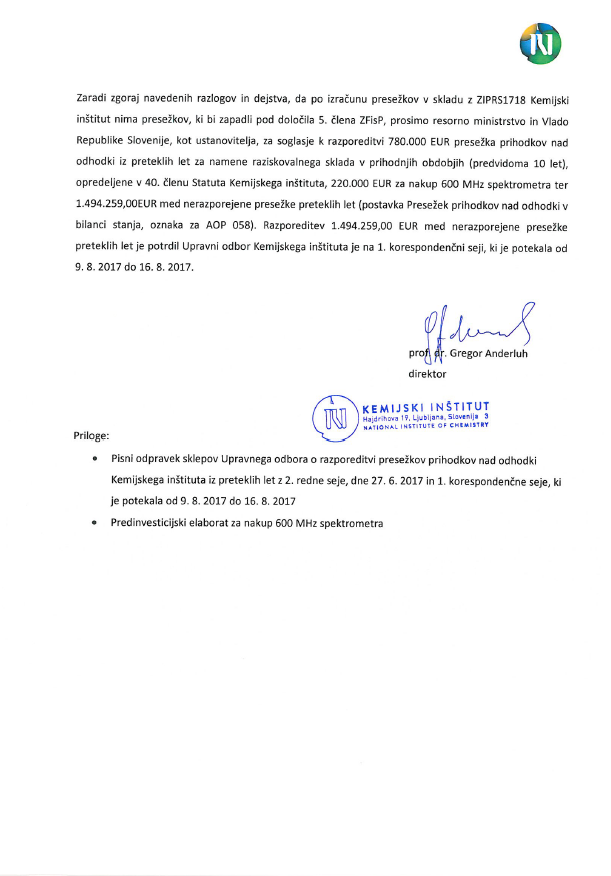 Zaradi zgoraj navedenih razlogov in dejstva, da po izračunu presežkov v skladu z ZIPRS1718 Kemijski
inštitut nima presežkov, ki bi zapadli pod določila 5. člena ZFisP, prosimo resorno ministrstvo in Vlado
Republike Slovenije, kot ustanovitelja, za soglasje k razporeditvi 780.000 EUR presežka prihodkov nad
odhodki iz preteklih let za namene raziskovalnega sklada v prihodnjih obdobjih (predvidoma 10 let),
opredeljene v 40. členu Statuta Kemijskega inštituta, 220.000 EUR za nakup 600 MHz spektrometra ter
1.494.259,00EUR med nerazporejene presežke preteklih let (postavka Presežek prihodkov nad odhodki v
bilanci stanja, oznaka za AOP 058). Razporeditev 1.494.259,00 EUR med nerazporejene presežke
preteklih let je potrdil Upravni odbor Kemijskega inštituta je na 1. korespondenčni seji, ki je potekala od
9. 8. 2017 do 16. 8. 2017.
prof. dr. Gregor Anderluh
direktor
KEMIJSKI INŠTITUT
Hajdrihova 19, Ljubljana, Slovenija 3
NATIONAL INSTITUTE OF CHEMISTRY
Priloge:
• Pisni odpravek sklepov Upravnega odbora o razporeditvi presežkov prihodkov nad odhodki
Kemijskega inštituta iz preteklih let z 2. redne seje, dne 27. 6. 2017 in 1. korespondenčne seje, ki
je potekala od 9. 8. 2017 do 16. 8. 2017
• Predinvesticijski elaborat za nakup 600 MHz spektrometra